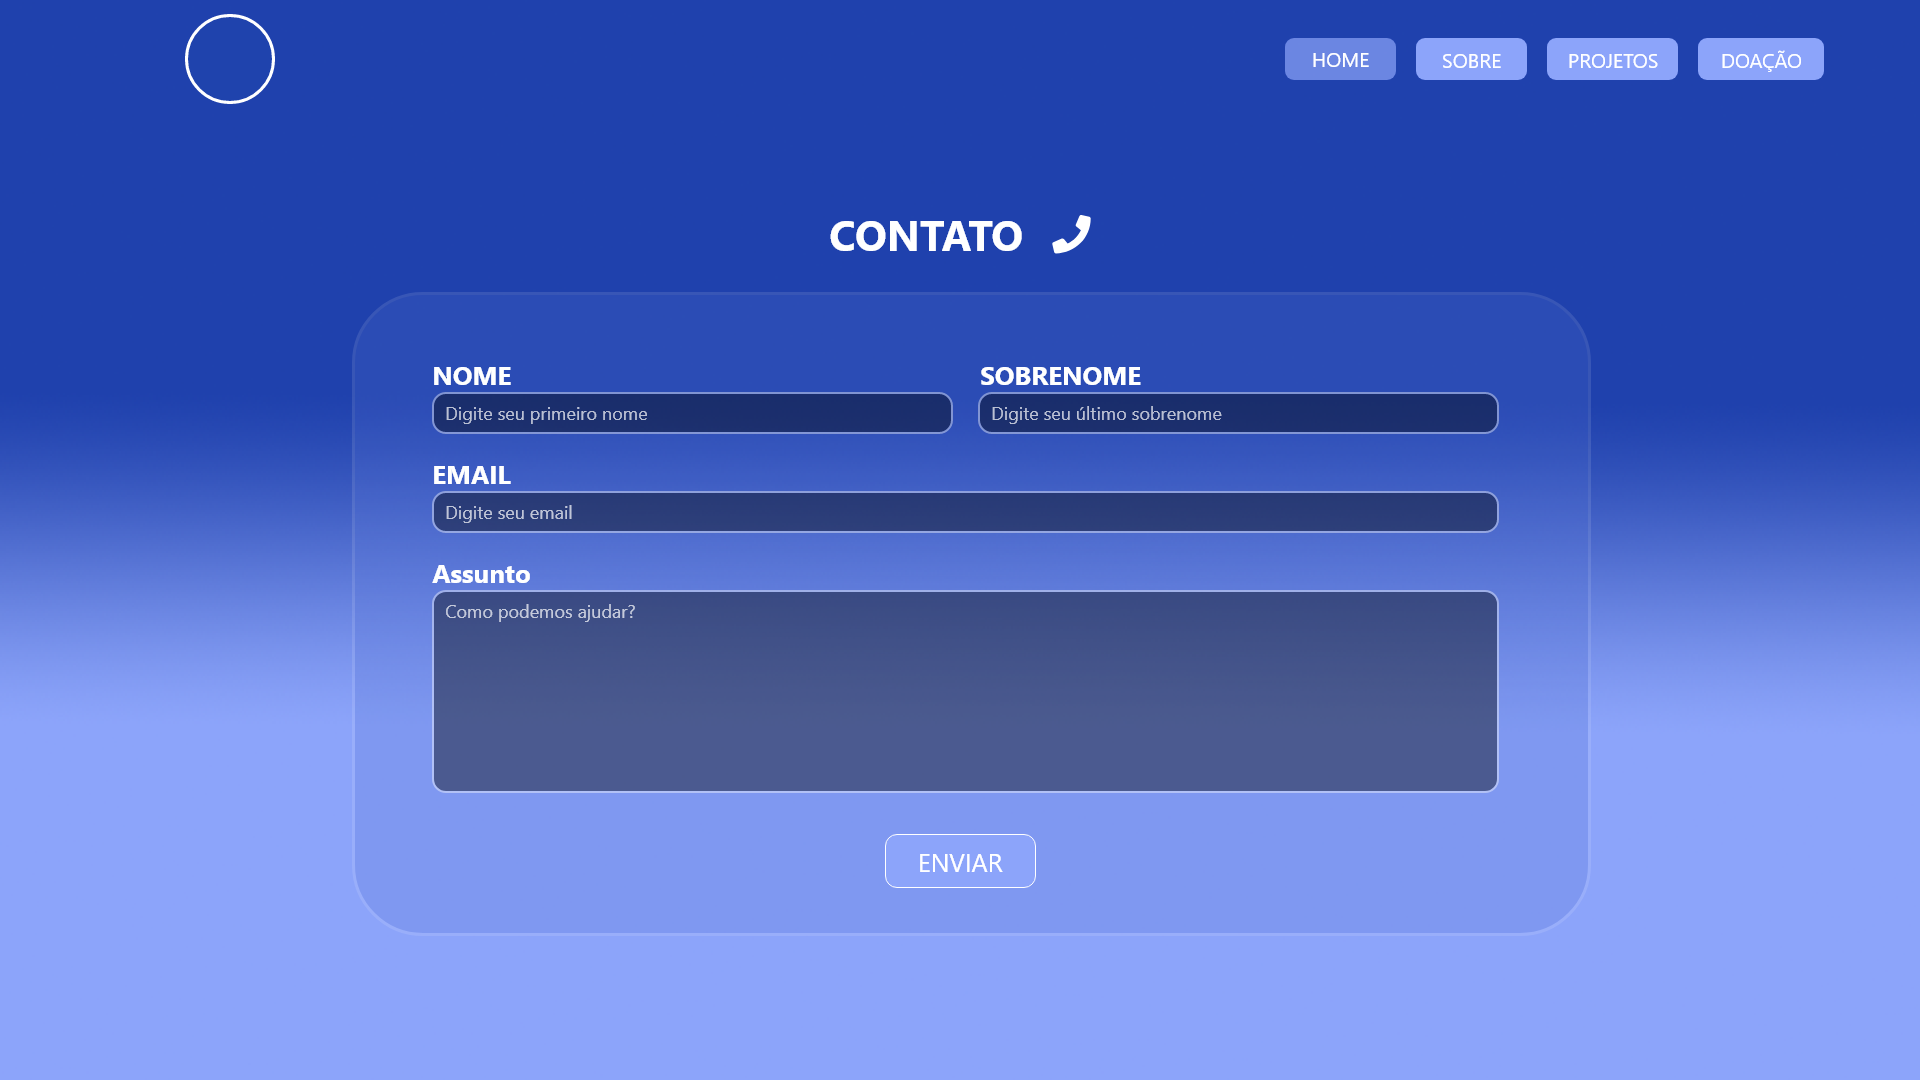 HOME SOBRE PROJETOS DOAÇÃO
CONTATO
NOME SOBRENOME
Digite seu primeiro nome Digite seu último sobrenome
EMAIL
Digite seu email
Assunto
Como podemos ajudar?
ENVIAR